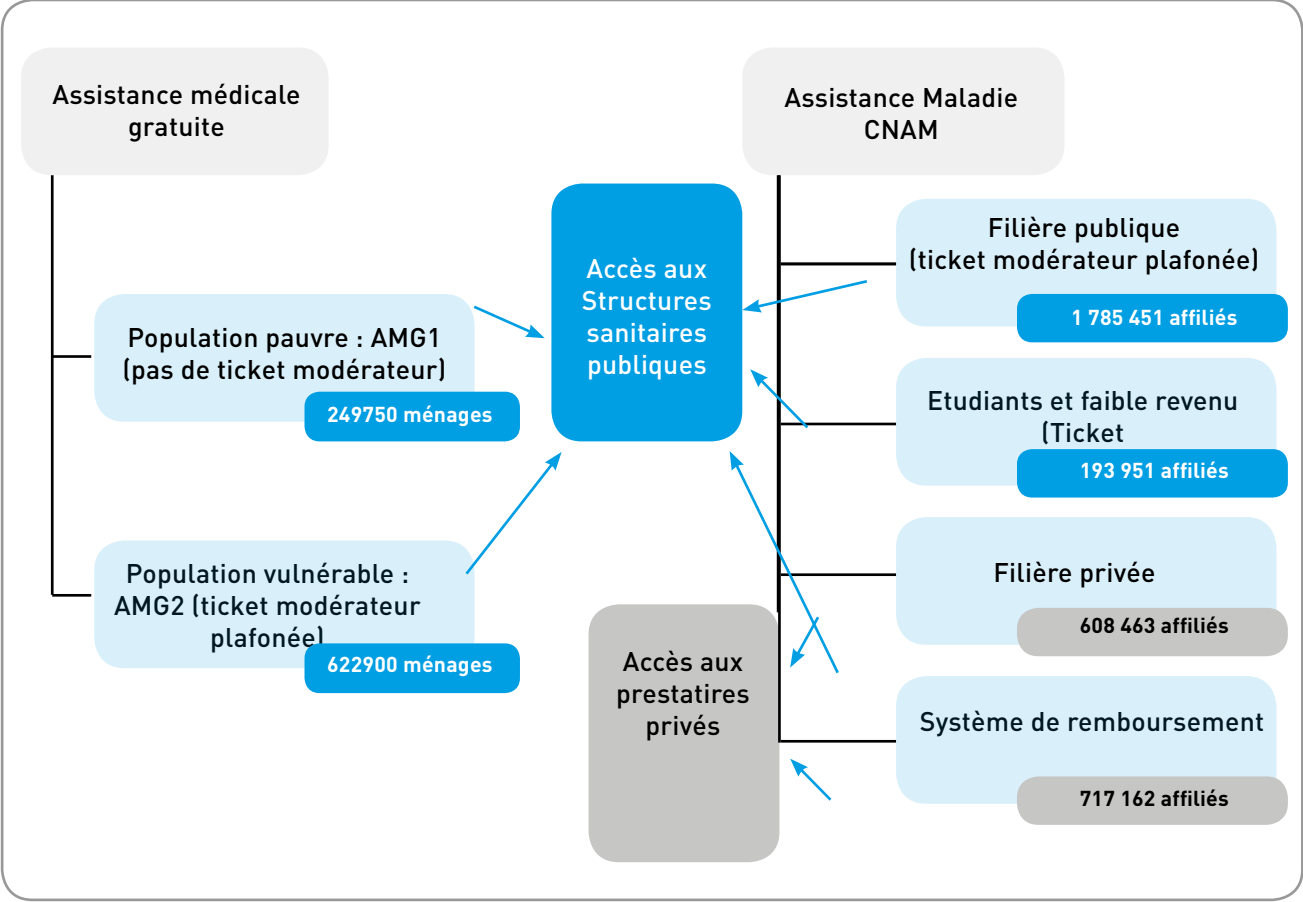 Assistance médicale
gratuite
Population pauvre : AMG1
(pas de ticket modérateur)
249750 ménages
Population vulnérable :
AMG2 (ticket modérateur
plafonée)
622900 ménages
Accès aux
Structures
sanitaires
publiques
Accès aux
prestatires
privés
Assistance Maladie
CNAM
Filière publique
(ticket modérateur plafonée)
1 785 451 affiliés
Etudiants et faible revenu
(Ticket
193 951 affiliés
Filière privée
608 463 affiliés
Système de remboursement
717 162 affiliés